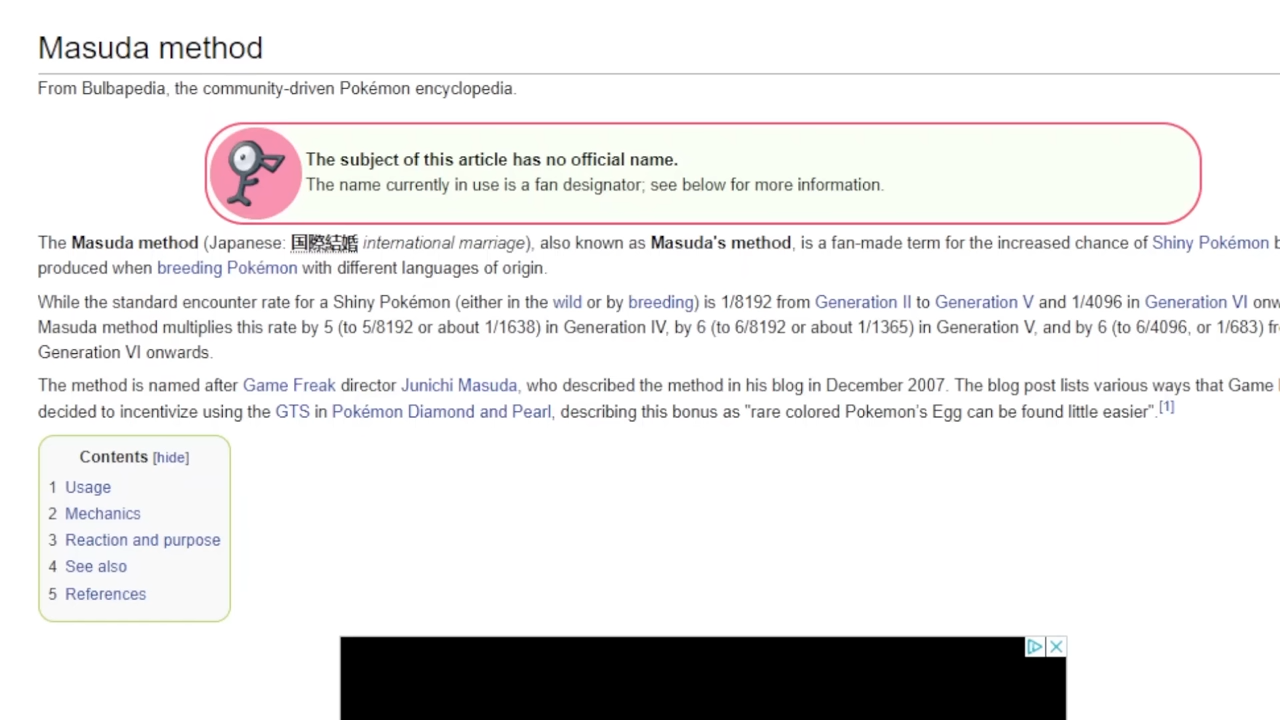 Masuda method
From Bulbapedia, the community-driven Pokémon encyclopedia.
The subject of this article has no official name.
The name currently in use is a fan designator; see below for more information.
The Masuda method (Japanese: 国際結婚 international marriage), also known as Masuda's method, is a fan-made term for the increased chance of Shiny Pokémon b
produced when breeding Pokémon with different languages of origin.
While the standard encounter rate for a Shiny Pokémon (either in the wild or by breeding) is 1/8192 from Generation II to Generation V and 1/4096 in Generation VI onw
Masuda method multiplies this rate by 5 (to 5/8192 or about 1/1638) in Generation IV, by 6 (to 6/8192 or about 1/1365) in Generation V, and by 6 (to 6/4096, or 1/683) fr
Generation VI onwards.
The method is named after Game Freak director Junichi Masuda, who described the method in his blog in December 2007. The blog post lists various ways that Game
decided to incentivize using the GTS in Pokémon Diamond and Pearl, describing this bonus as "rare colored Pokemon's Egg can be found little easier".[1]
Contents [hide]
1 Usage
2 Mechanics
3 Reaction and purpose
4 See also
5 References